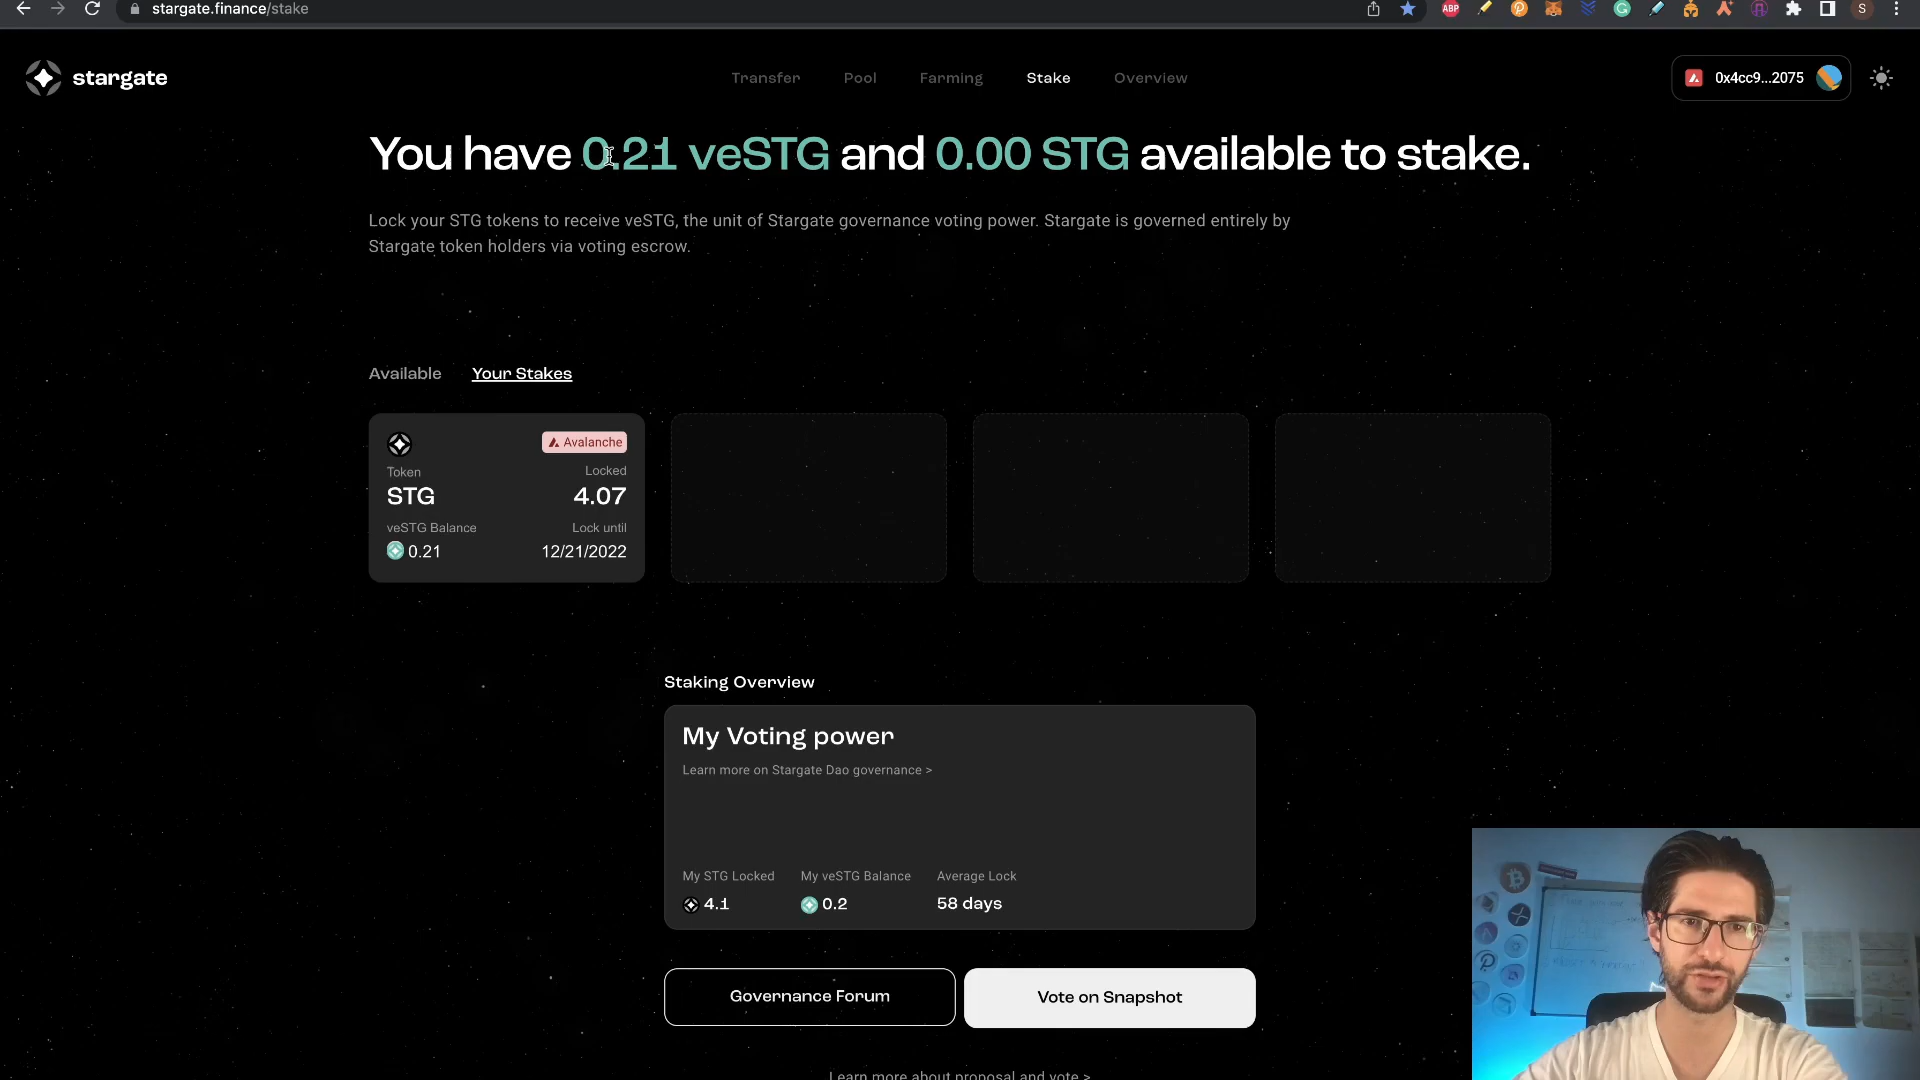 stargate.finance/stake
ABP
S
stargate
Transfer
Pool
Farming
Stake
Overview
0x4cc9...2075
You have 0.21 veSTG and 0.00 STG available to stake.
Lock your STG tokens to receive veSTG, the unit of Stargate governance voting power. Stargate is governed entirely by
Stargate token holders via voting escrow.
Available
Your Stakes
Avalanche
Token
Locked
STG
4.07
veSTG Balance
Lock until
0.21
12/21/2022
Staking Overview
My Voting power
Learn more on Stargate Dao governance >
My STG Locked
My veSTG Balance
Average Lock
4.1
0.2
58 days
Governance Forum
Vote on Snapshot
Learn more about proposal and vote >